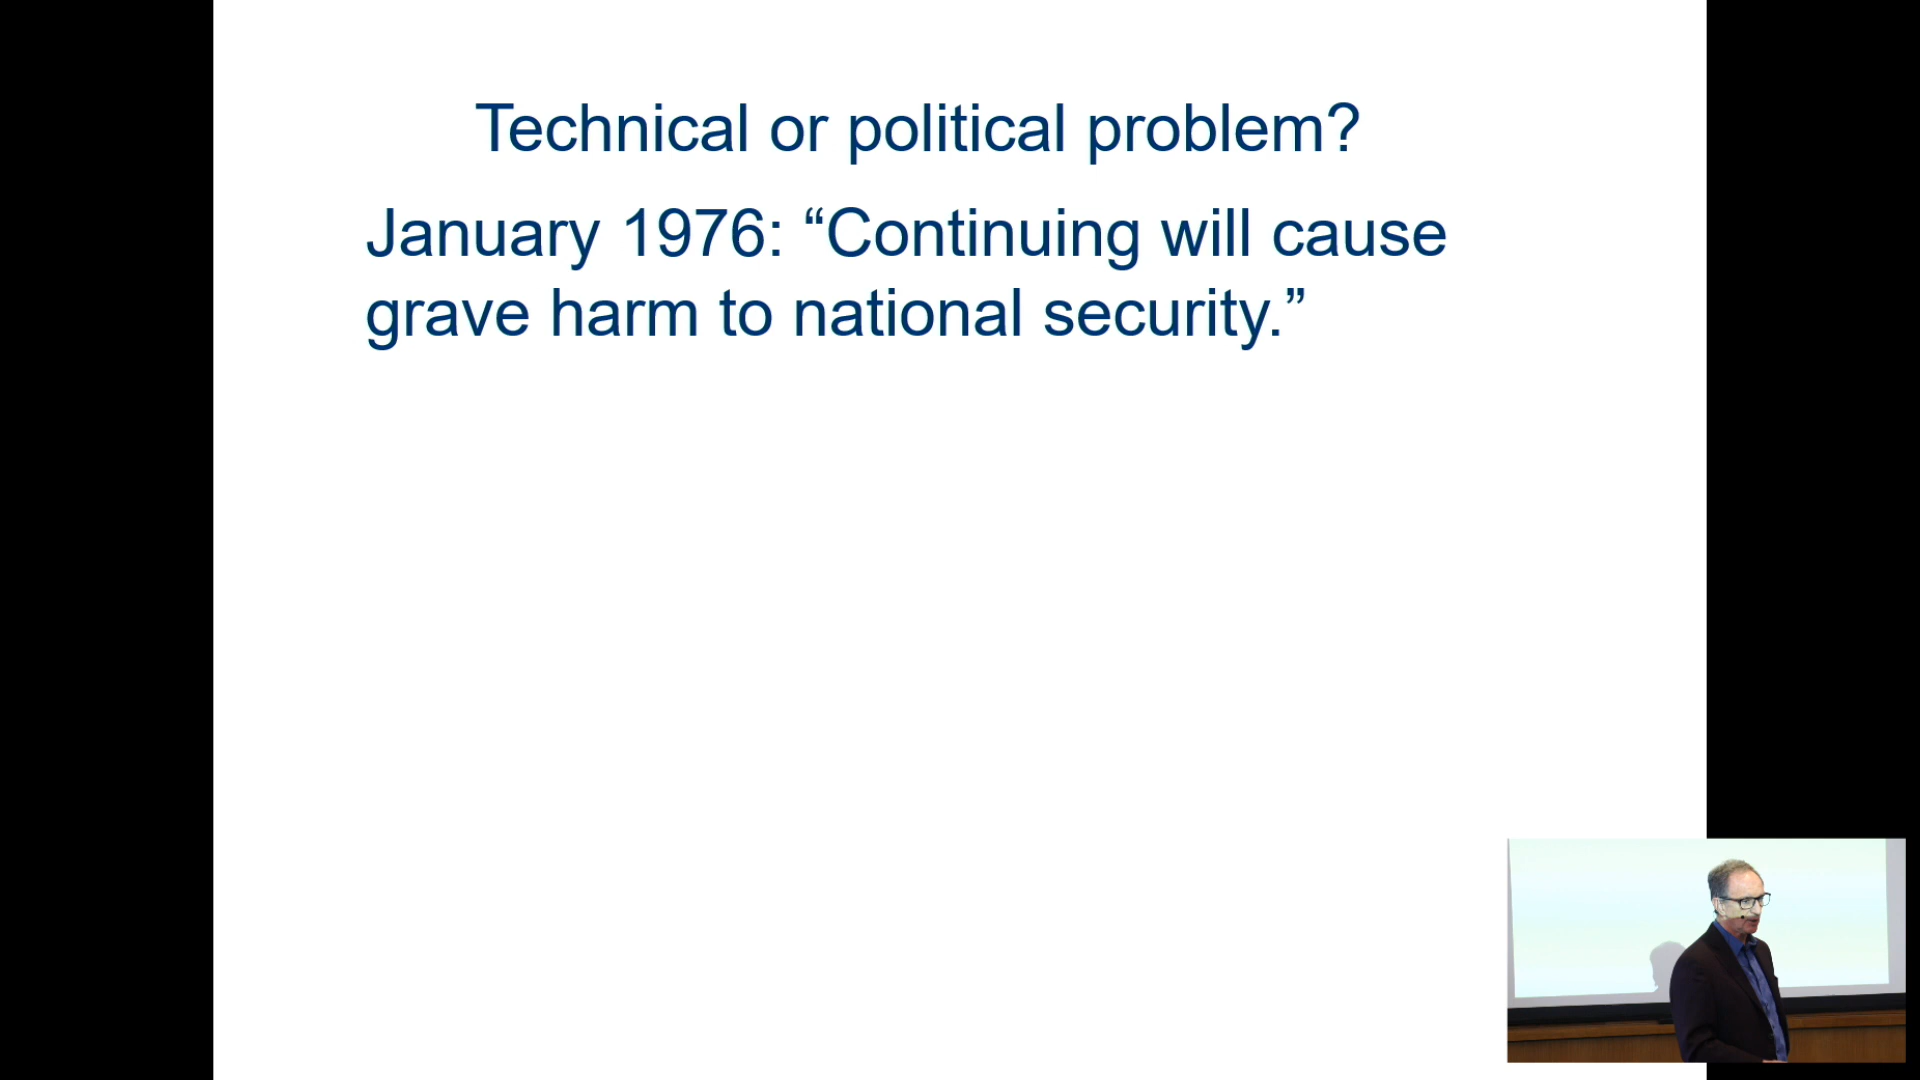 Technical or political problem?
January 1976: “Continuing will cause
grave harm to national security.”